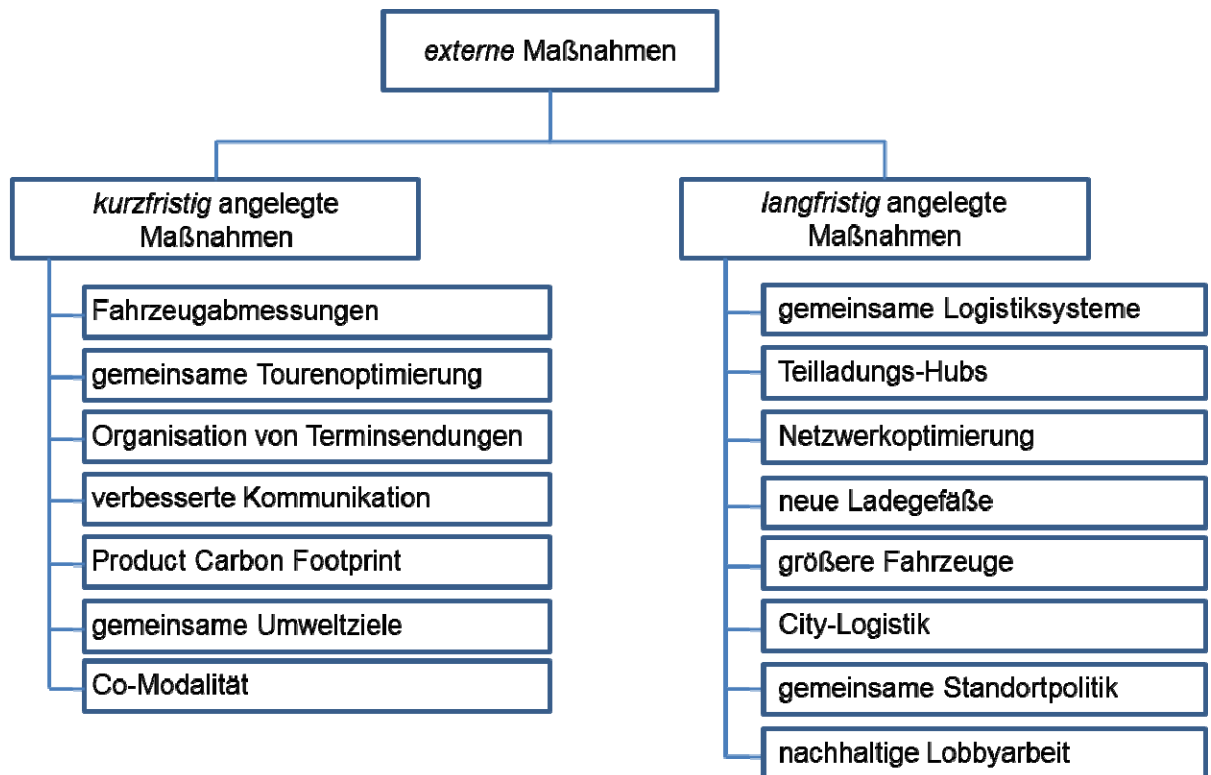 externe Maßnahmen
kurzfristig angelegte
Maßnahmen
Fahrzeugabmessungen
gemeinsame Tourenoptimierung
Organisation von Terminsendungen
verbesserte Kommunikation
Product Carbon Footprint
gemeinsame Umweltziele
Co-Modalität
langfristig angelegte
Maßnahmen
gemeinsame Logistiksysteme
Teilladungs-Hubs
Netzwerkoptimierung
neue Ladegefäße
größere Fahrzeuge
City-Logistik
gemeinsame Standortpolitik
nachhaltige Lobbyarbeit